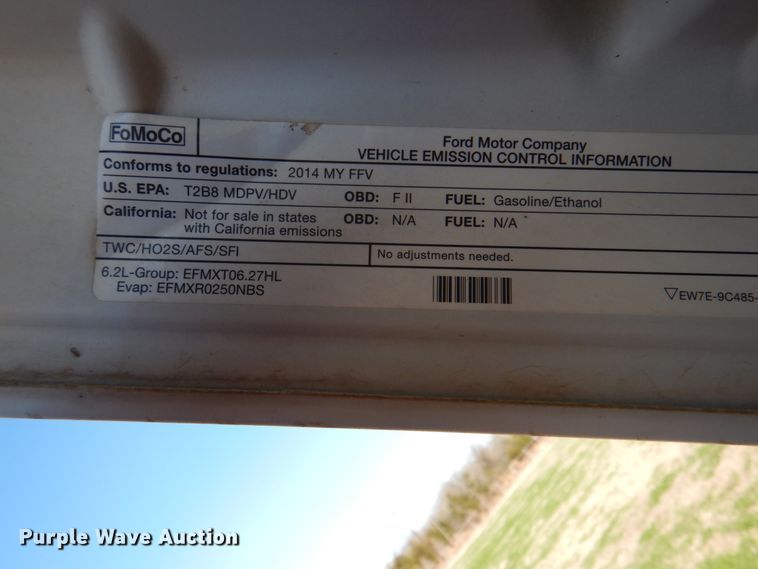 FoMoCo
Ford Motor Company
VEHICLE EMISSION CONTROL INFORMATION
Conforms to regulations: 2014 MY FFV
U.S. EPA: T2B8 MDPV/HDV OBD: F II FUEL: Gasoline/Ethanol
California: Not for sale in states with California emissions OBD: N/A FUEL: N/A
TWC/HO2S/AFS/SFI
No adjustments needed.
6.2L-Group: EFMXT06.27HL
Evap: EFMXR0250NBS
EW7E-9C485-
Purple Wave Auction